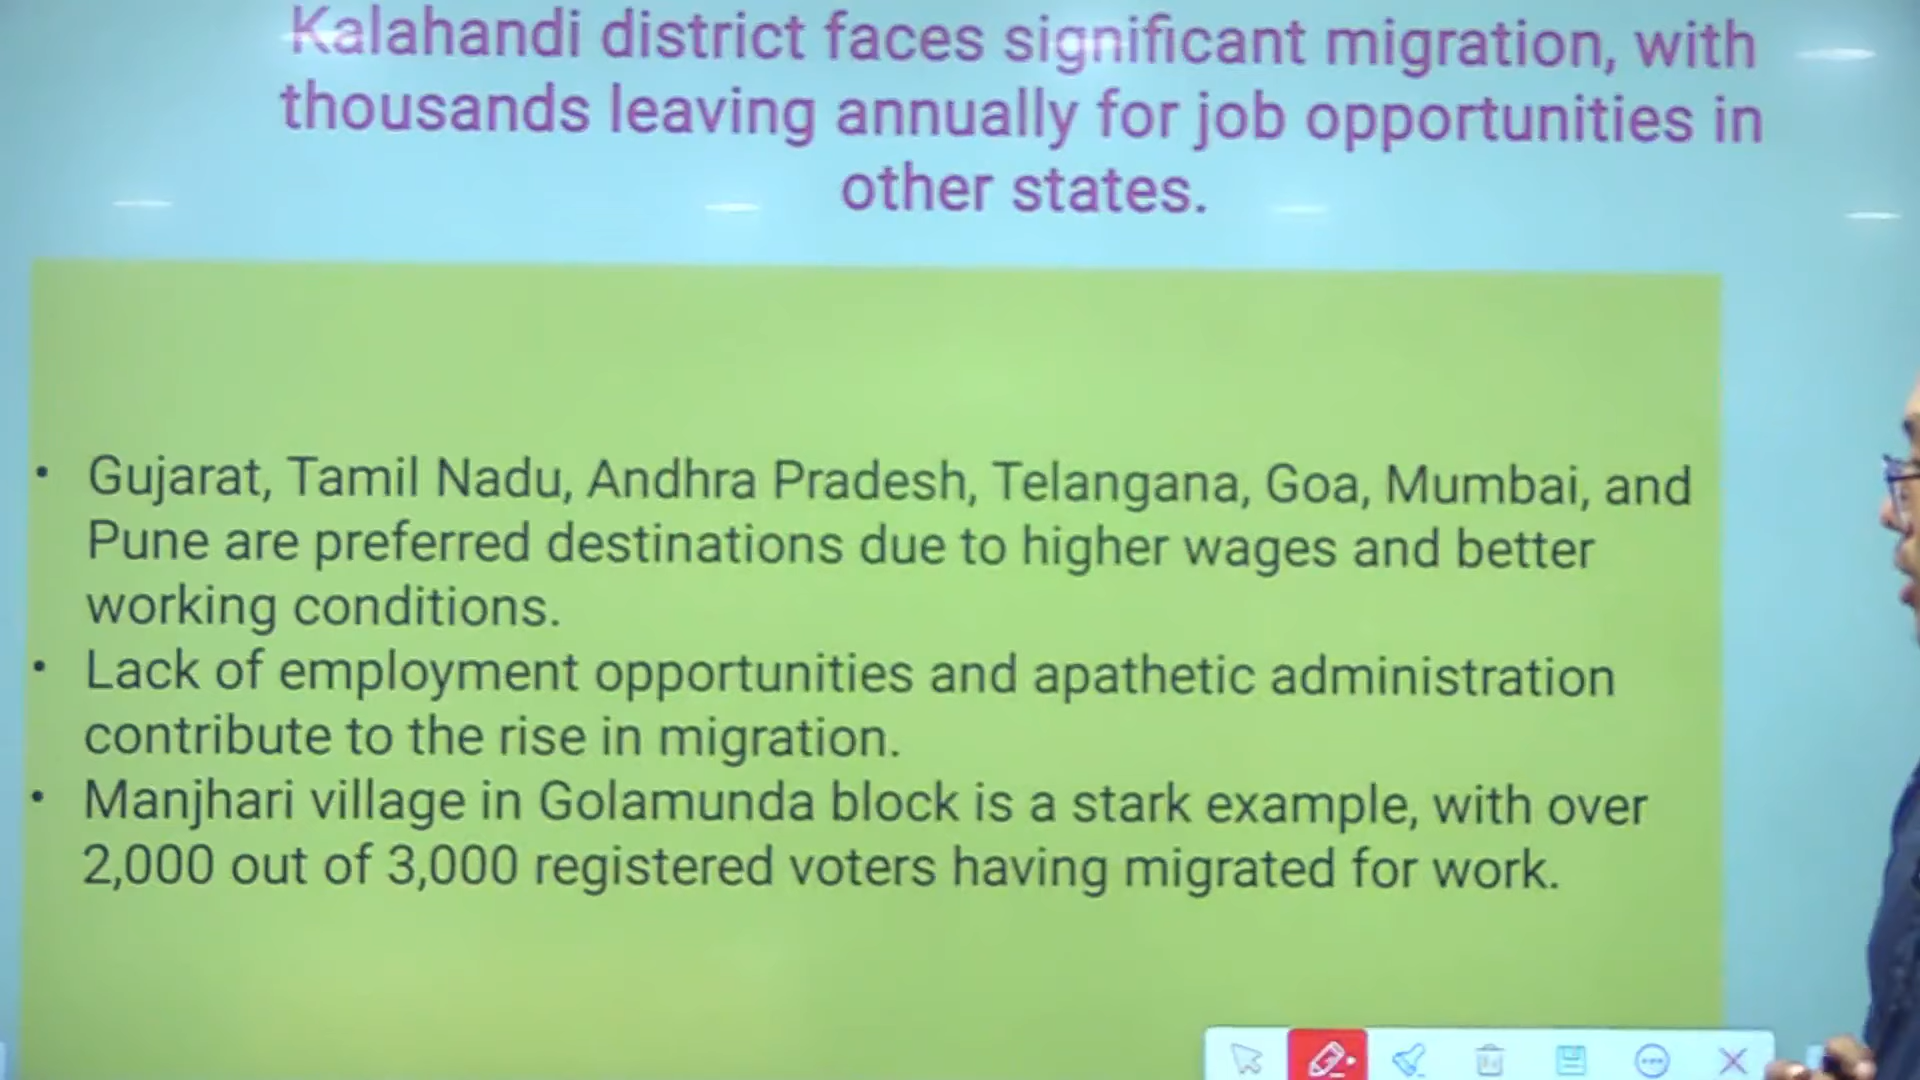 Kalahandi district faces significant migration, with
thousands leaving annually for job opportunities in
other states.
• Gujarat, Tamil Nadu, Andhra Pradesh, Telangana, Goa, Mumbai, and
Pune are preferred destinations due to higher wages and better
working conditions.
• Lack of employment opportunities and apathetic administration
contribute to the rise in migration.
• Manjhari village in Golamunda block is a stark example, with over
2,000 out of 3,000 registered voters having migrated for work.